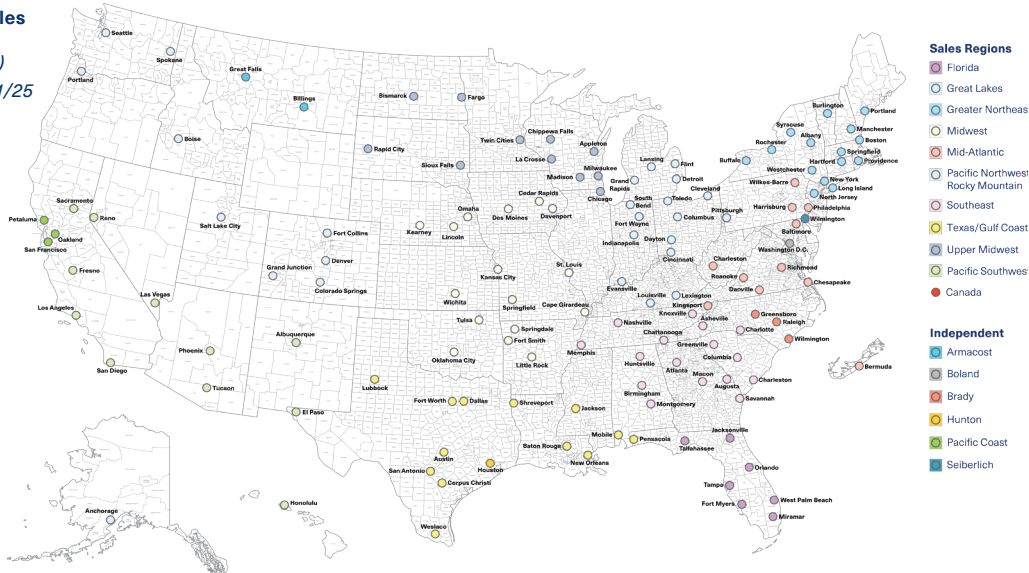 les
)
1/25
Seattle
Spokane
Portland
Great Falls
Billings
Boise
Bismarck
Fargo
Rapid City
Sioux Falls
Twin Cities
Chippewa Falls
La Crosse
Appleton
Madison
Milwaukee
Chicago
Lansing
Flint
Grand
Rapids
Detroit
South
Bend
Toledo
Cleveland
Fort Wayne
Columbus
Pittsburgh
Indianapolis
Dayton
Cincinnati
Evansville
Louisville
Lexington
Burlington
Portland
Syracuse
Albany
Manchester
Rochester
Boston
Buffalo
Springfield
Hartford
Providence
Westchester
New York
Long Island
North Jersey
Wilkes-Barre
Harrisburg
Philadelphia
Wilmington
Baltimore
Washington D.C.
Charleston
Roanoke
Richmond
Danville
Chesapeake
Kingsport
Knoxville
Asheville
Greensboro
Raleigh
Charlotte
Wilmington
Bermuda
Sacramento
Reno
Petaluma
Oakland
San Francisco
Fresno
Los Angeles
Las Vegas
San Diego
Phoenix
Tucson
Salt Lake City
Fort Collins
Denver
Grand Junction
Colorado Springs
Albuquerque
El Paso
Omaha
Kearney
Lincoln
Cedar Rapids
Des Moines
Davenport
Kansas City
St. Louis
Wichita
Springfield
Cape Girardeau
Tulsa
Springdale
Fort Smith
Oklahoma City
Little Rock
Lubbock
Fort Worth
Dallas
Shreveport
Jackson
Austin
San Antonio
Houston
Corpus Christi
Weslaco
Baton Rouge
New Orleans
Mobile
Pensacola
Nashville
Chattanooga
Memphis
Huntsville
Greenville
Columbia
Atlanta
Macon
Augusta
Charleston
Birmingham
Montgomery
Savannah
Jacksonville
Tallahassee
Orlando
Tampa
Fort Myers
West Palm Beach
Miramar
Anchorage
Honolulu
Sales Regions
Florida
Great Lakes
Greater Northeas
Midwest
Mid-Atlantic
Pacific Northwest
Rocky Mountain
Southeast
Texas/Gulf Coast
Upper Midwest
Pacific Southwest
Canada
Independent
Armacost
Boland
Brady
Hunton
Pacific Coast
Seiberlich